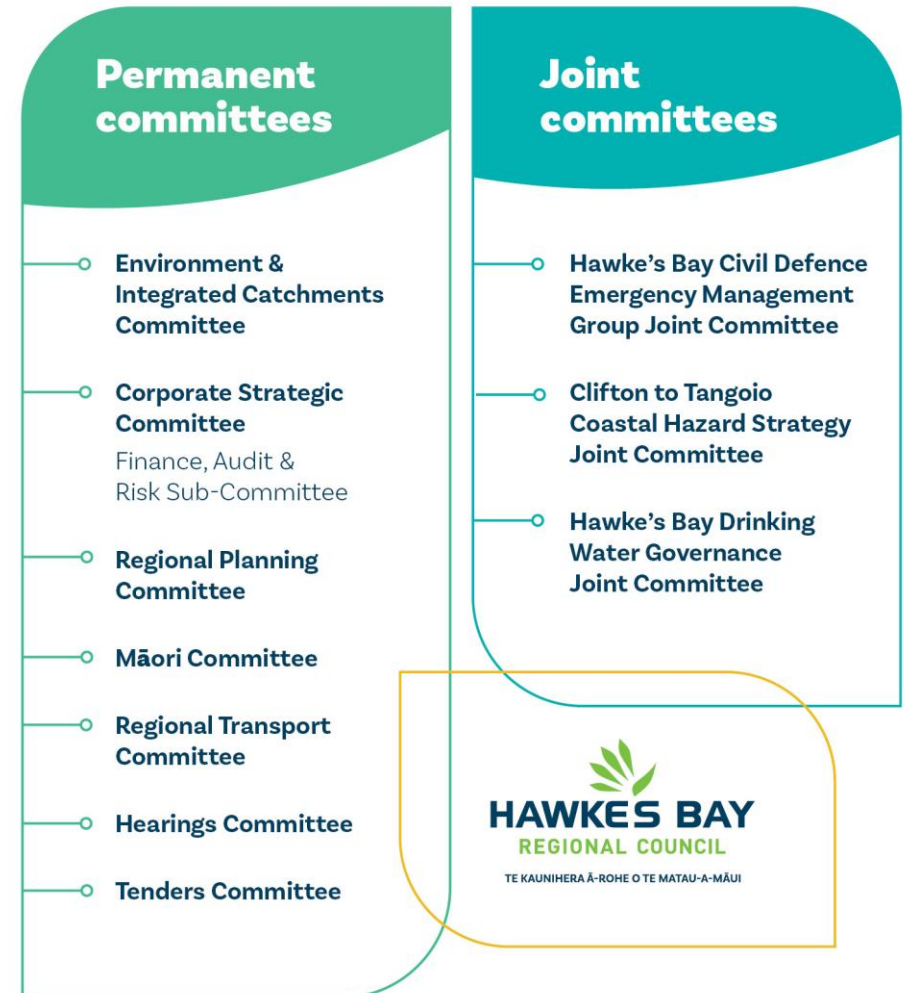 Permanent
committees
Environment &
Integrated Catchments
Committee
Corporate Strategic
Committee
Finance, Audit &
Risk Sub-Committee
Regional Planning
Committee
Māori Committee
Regional Transport
Committee
Hearings Committee
Tenders Committee
Joint
committees
Hawke's Bay Civil Defence
Emergency Management
Group Joint Committee
Clifton to Tangoio
Coastal Hazard Strategy
Joint Committee
Hawke's Bay Drinking
Water Governance
Joint Committee
HAWKES BAY
REGIONAL COUNCIL
TE KAUNIHERA Ā-ROHE O TE MATAU-A-MĀUI